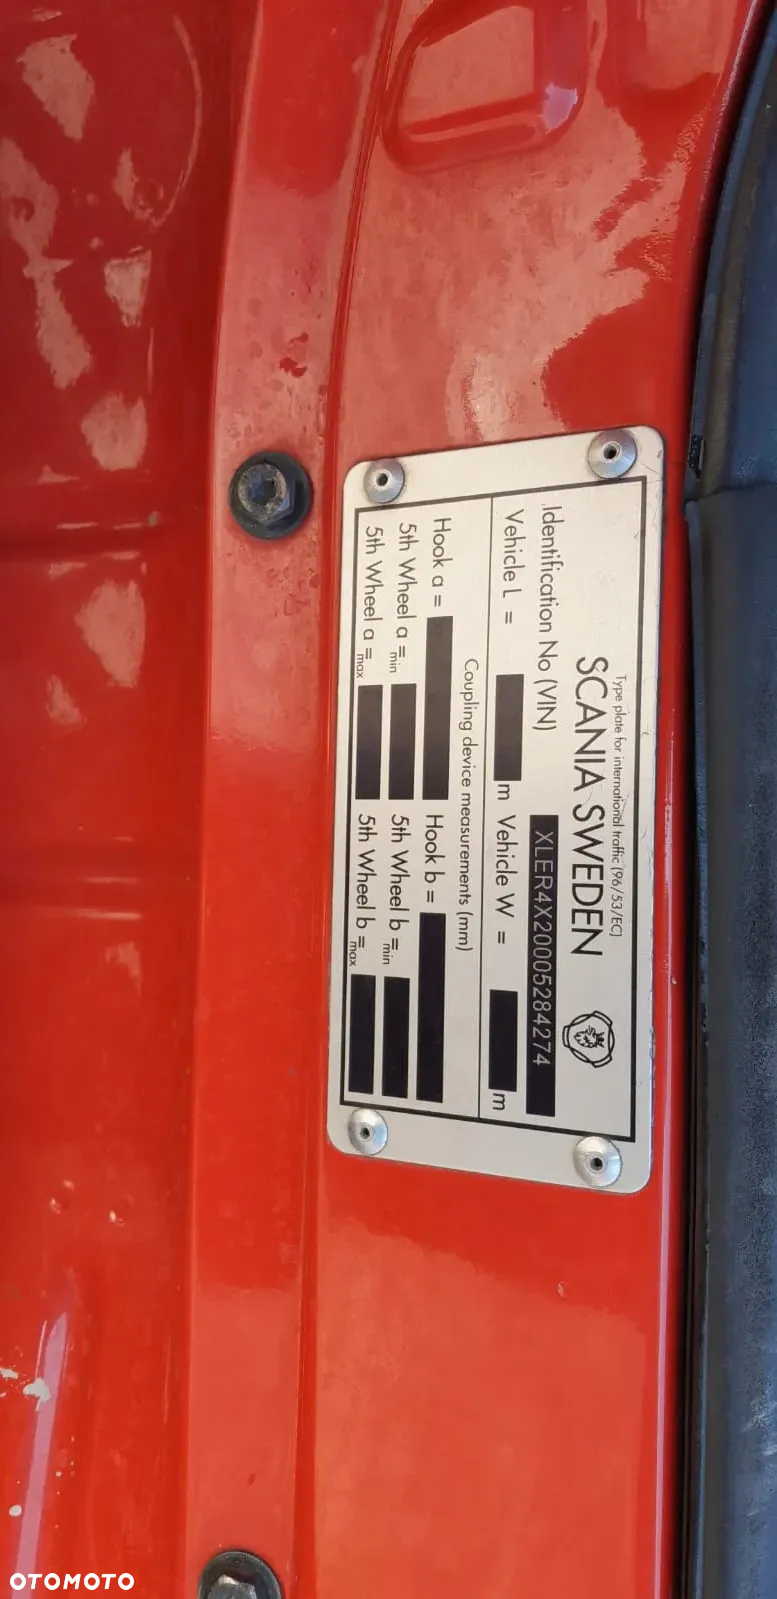 Type plate for international traffic (96/53/EC)
SCANIA SWEDEN
Identification No (VIN) XLER4X20005284274
Vehicle L = m Vehicle W = m
Coupling device measurements (mm)
Hook a = Hook b =
5th Wheel a = min 5th Wheel b = min
5th Wheel a = max 5th Wheel b = max
OTOMOTO